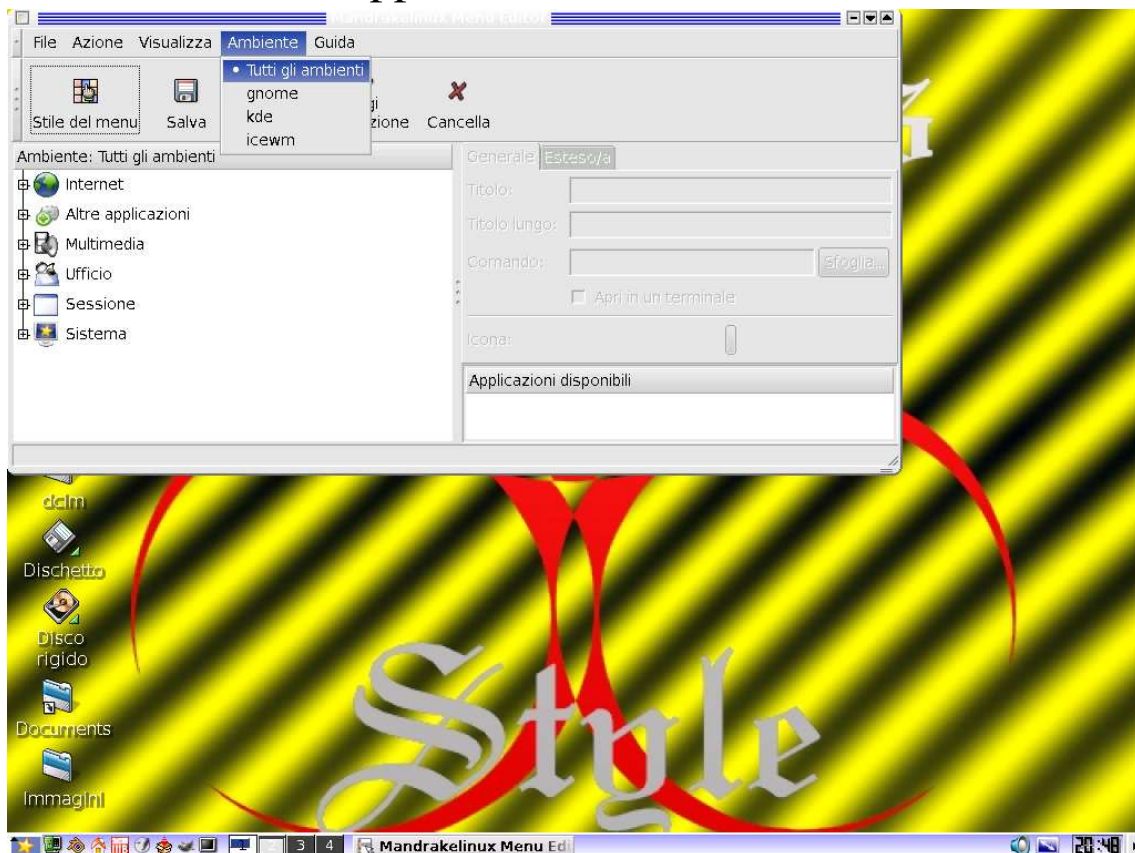 Mandrakelinux Menu Editor
File Azione Visualizza Ambiente Guida
Tutti gli ambienti
gnome
kde
icewm
Stile del menu Salva Cancella
Ambiente: Tutti gli ambienti
Internet
Altre applicazioni
Multimedia
Ufficio
Sessione
Sistema
Generale Esteso/a
Titolo:
Titolo lungo:
Comando: Sfoglia...
Apri in un terminale
Icona:
Applicazioni disponibili
dcim
Dischetto
Disco
rigido
Documents
Immagini
Style
3 4 Mandrakelinux Menu Edi
20:48